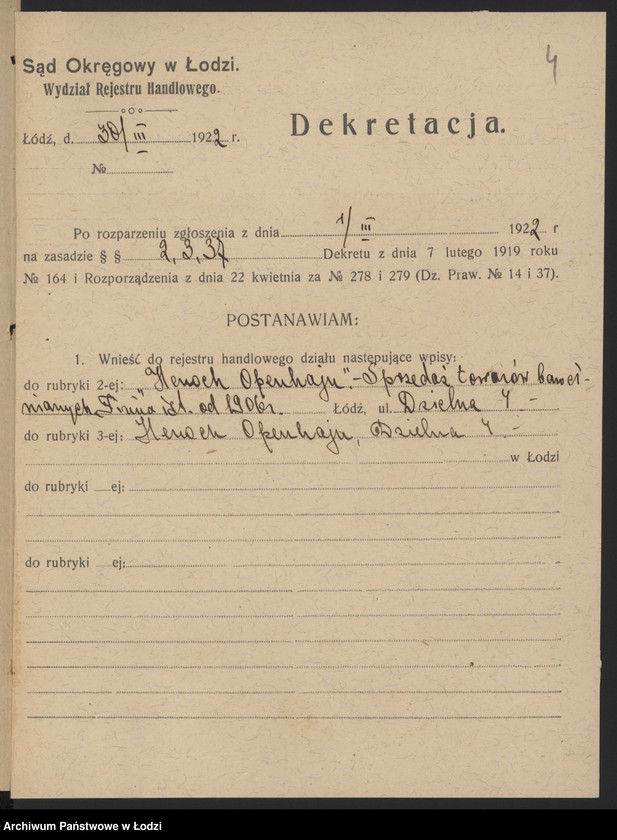 4
Sąd Okręgowy w Łodzi.
Wydział Rejestru Handlowego.
Łódź, d. 30/III 1922 r.
Dekretacja.
№
Po rozparzeniu zgłoszenia z dnia 1/III 1922 r
na zasadzie § § 2, 3, 37 Dekretu z dnia 7 lutego 1919 roku
№ 164 i Rozporządzenia z dnia 22 kwietnia za № 278 i 279 (Dz. Praw. № 14 i 37).
POSTANAWIAM:
1. Wnieść do rejestru handlowego działu następujące wpisy:
do rubryki 2-ej: „Henoch Openhajm".- Sprzedaż towarów baweł-
nianych. Firma ist. od 1906 r. Łódź, ul. Dzielna 4 -
do rubryki 3-ej: Henoch Openhajm, Dzielna 4. -
w Łodzi
do rubryki ej:
do rubryki ej:
Archiwum Państwowe w Łodzi